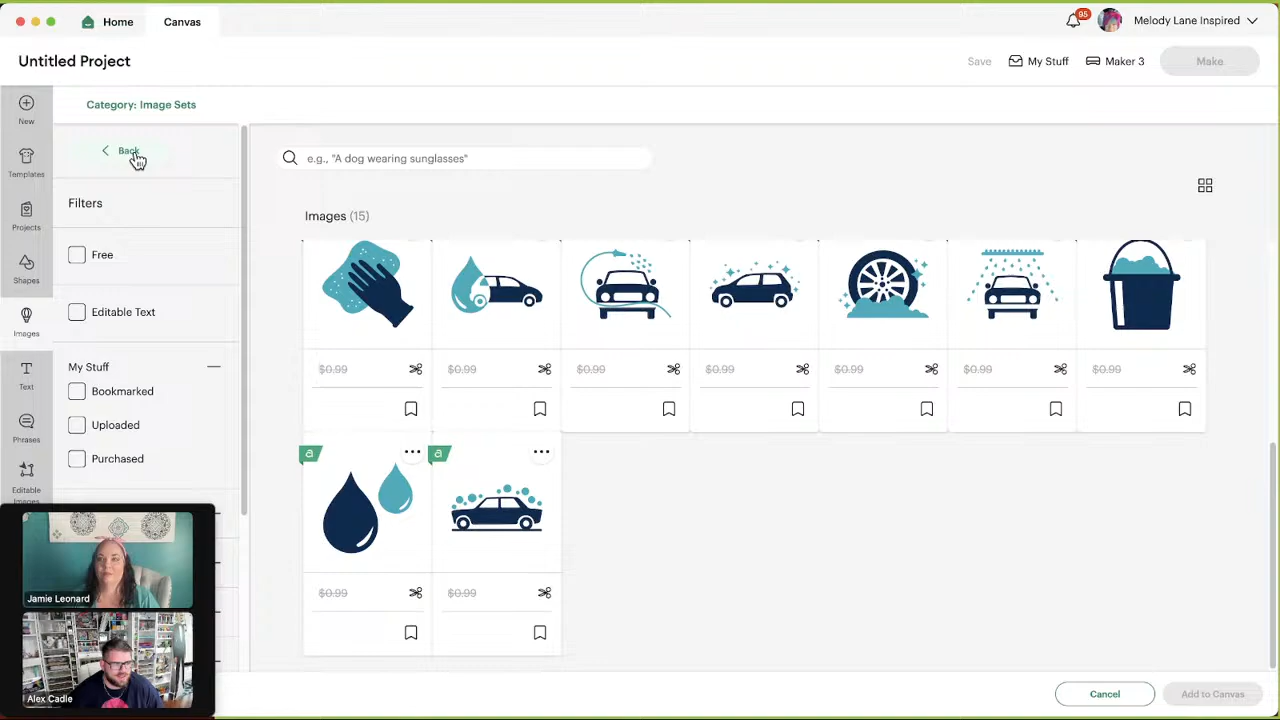 Home
Canvas
95
Melody Lane Inspired
Untitled Project
Save
My Stuff
Maker 3
Make
New
Templates
Projects
Shapes
Images
Text
Phrases
Editable
Images
Category: Image Sets
Back
Filters
Free
Editable Text
My Stuff
Bookmarked
Uploaded
Purchased
e.g., "A dog wearing sunglasses"
Images (15)
$0.99 $0.99 $0.99 $0.99 $0.99 $0.99 $0.99
a a
$0.99 $0.99
Jamie Leonard
Alex Cadle
Cancel
Add to Canvas